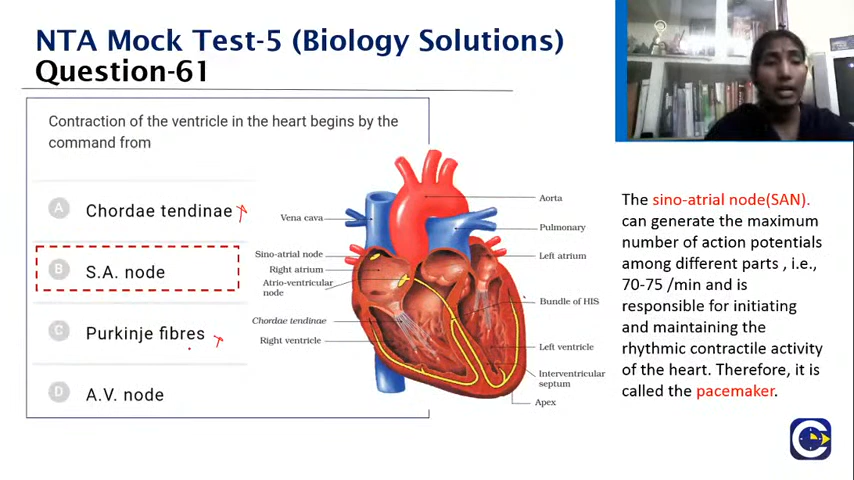 NTA Mock Test-5 (Biology Solutions)
Question-61
Contraction of the ventricle in the heart begins by the
command from
A
Chordae tendinae
B
S.A. node
C
Purkinje fibres
D
A.V. node
Vena cava
Sino-atrial node
Right atrium
Atrio-ventricular
node
Chordae tendinae
Right ventricle
Aorta
Pulmonary
Left atrium
Bundle of HIS
Left ventricle
Interventricular
septum
Apex
The sino-atrial node(SAN).
can generate the maximum
number of action potentials
among different parts , i.e.,
70-75 /min and is
responsible for initiating
and maintaining the
rhythmic contractile activity
of the heart. Therefore, it is
called the pacemaker.